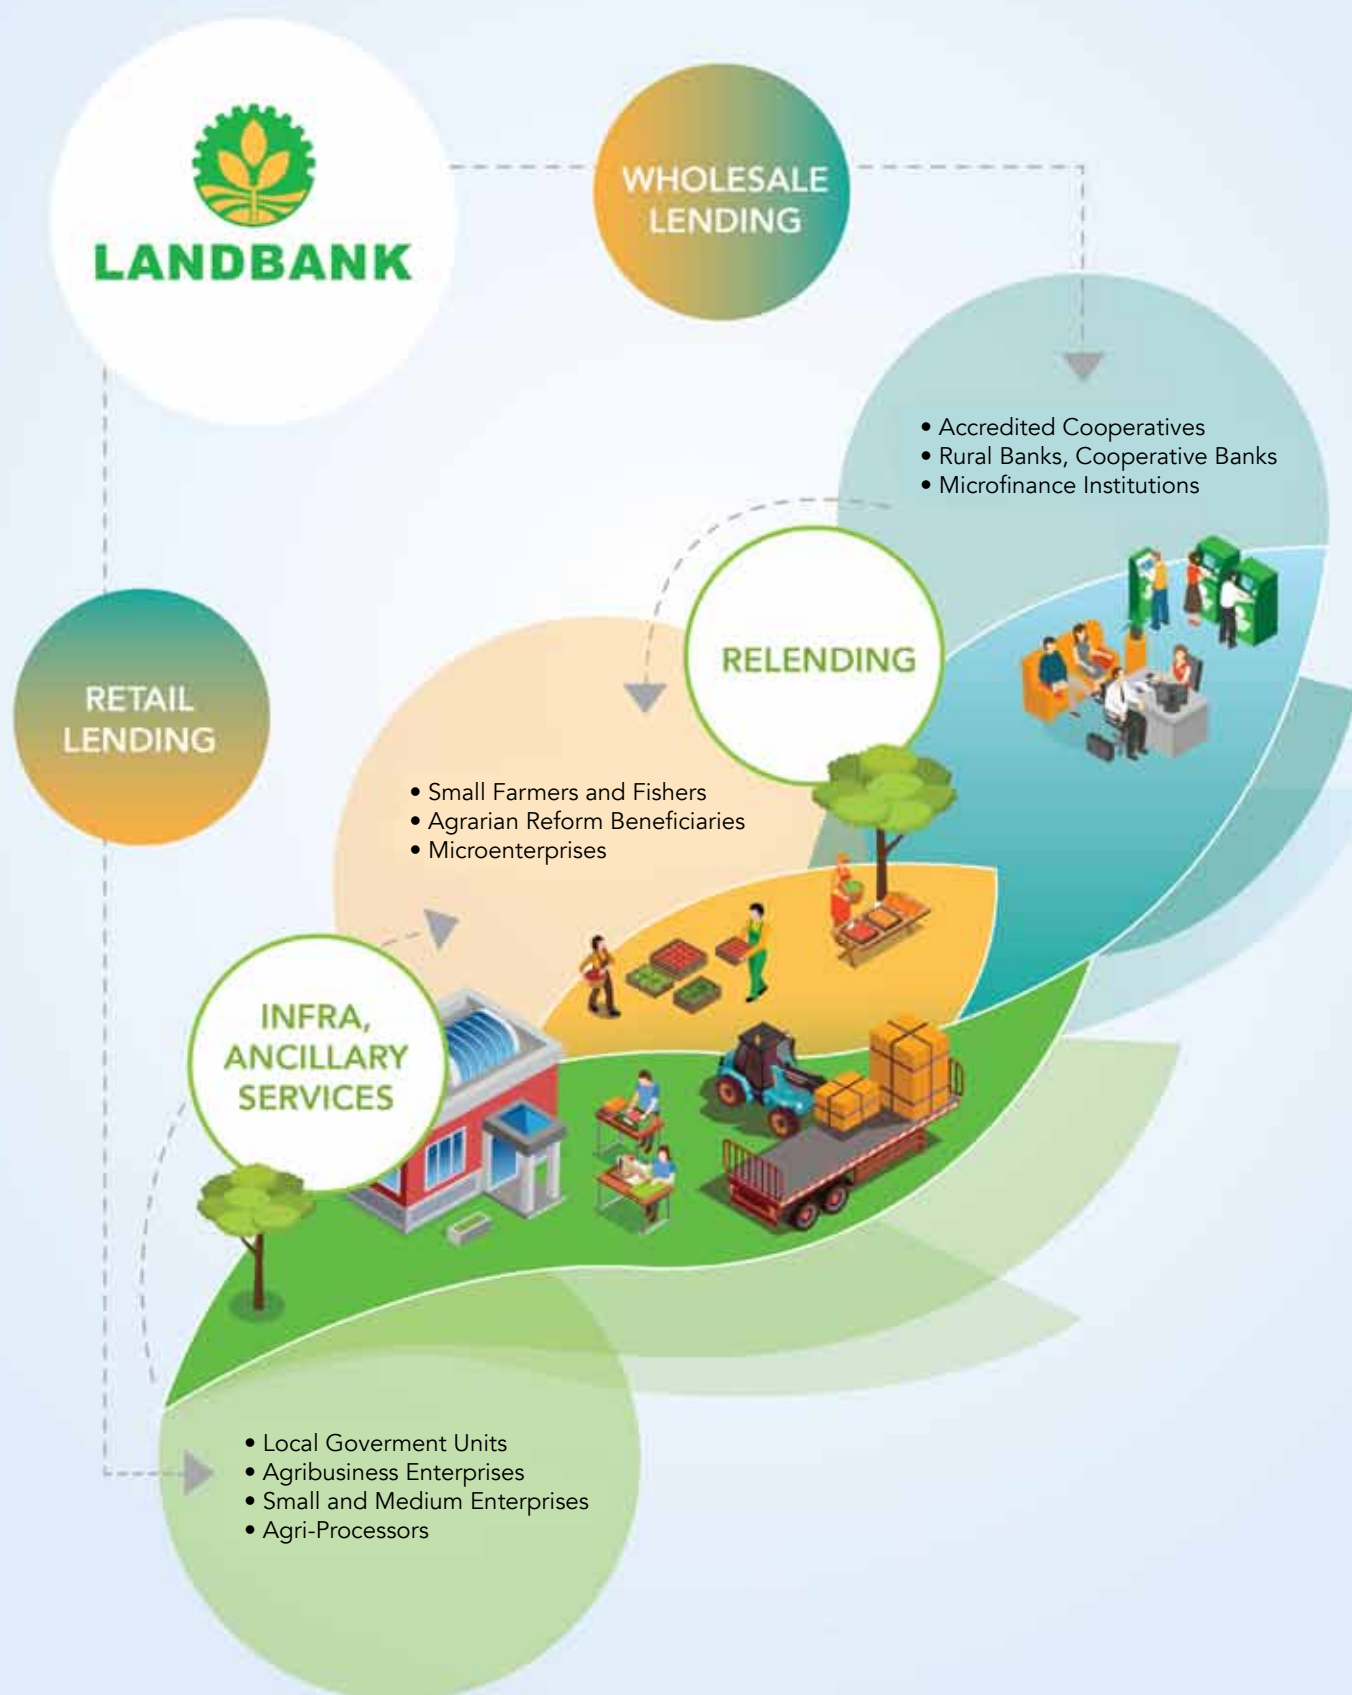 LANDBANK
WHOLESALE
LENDING
• Accredited Cooperatives
• Rural Banks, Cooperative Banks
• Microfinance Institutions
RELENDING
RETAIL
LENDING
• Small Farmers and Fishers
• Agrarian Reform Beneficiaries
• Microenterprises
INFRA,
ANCILLARY
SERVICES
• Local Goverment Units
• Agribusiness Enterprises
• Small and Medium Enterprises
• Agri-Processors